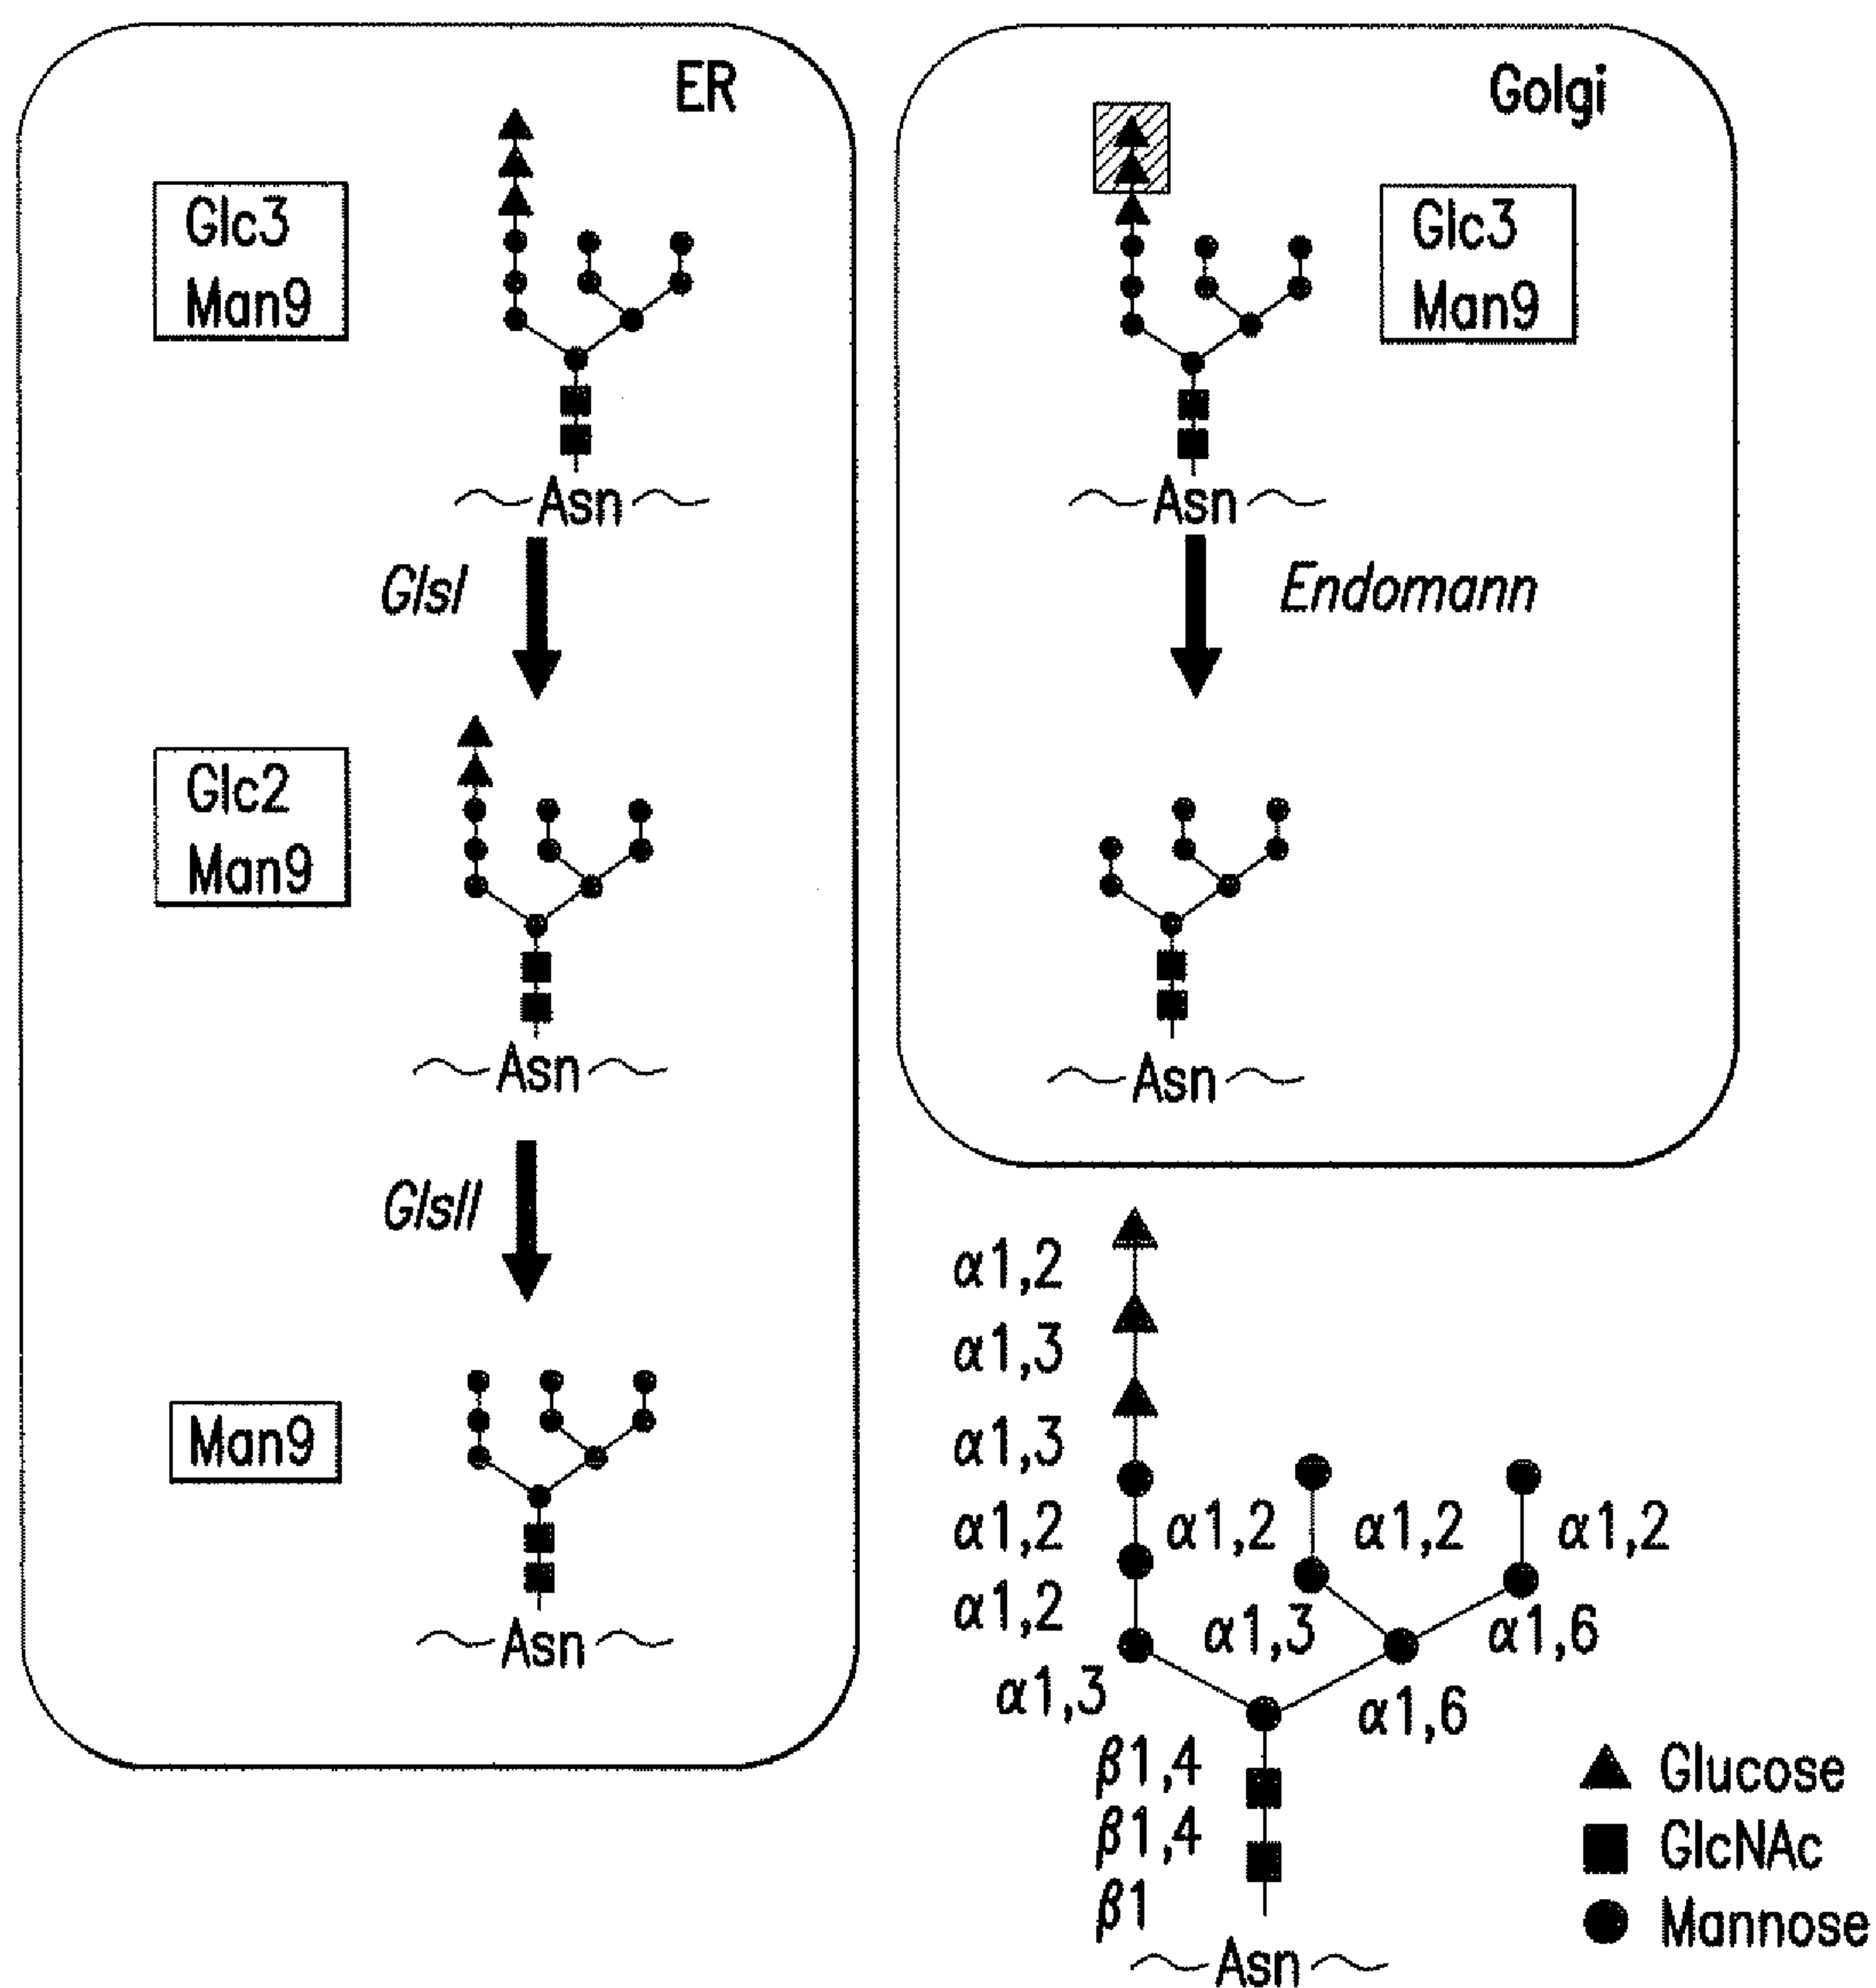 ER
Glc3
Man9
Asn
GlsI
Glc2
Man9
Asn
GlsII
Man9
Asn
Golgi
Glc3
Man9
Asn
Endomann
Asn
α1,2
α1,3
α1,3
α1,2 α1,2 α1,2 α1,2
α1,2 α1,3 α1,6
α1,3 α1,6
β1,4
β1,4
β1
Asn
Glucose
GlcNAc
Mannose